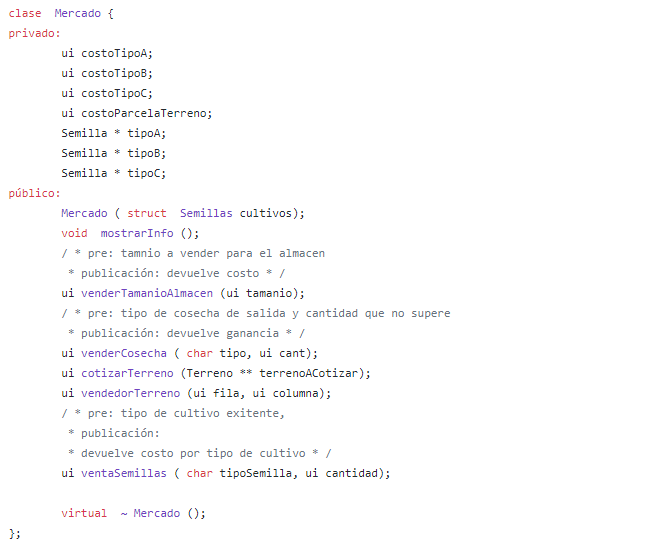 clase Mercado {
privado:
ui costoTipoA;
ui costoTipoB;
ui costoTipoC;
ui costoParcelaTerreno;
Semilla * tipoA;
Semilla * tipoB;
Semilla * tipoC;
público:
Mercado ( struct Semillas cultivos);
void mostrarInfo ();
/ * pre: tamnio a vender para el almacen
* publicación: devuelve costo * /
ui venderTamanioAlmacen (ui tamanio);
/ * pre: tipo de cosecha de salida y cantidad que no supere
* publicación: devuelve ganancia * /
ui venderCosecha ( char tipo, ui cant);
ui cotizarTerreno (Terreno ** terrenoACotizar);
ui vendedorTerreno (ui fila, ui columna);
/ * pre: tipo de cultivo exitente,
* publicación:
* devuelve costo por tipo de cultivo * /
ui ventaSemillas ( char tipoSemilla, ui cantidad);
virtual ~ Mercado ();
};